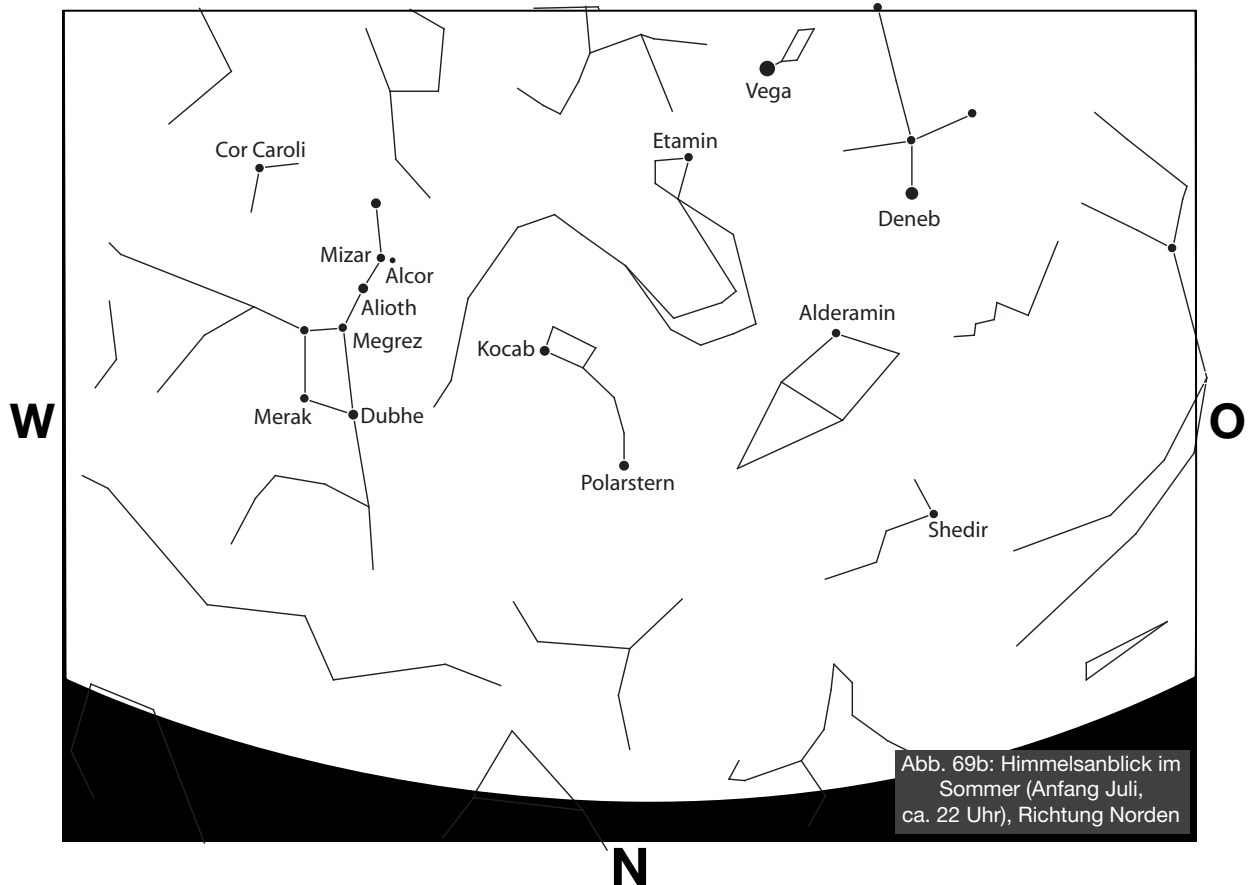 Vega
Etamin
Cor Caroli
Deneb
Mizar
Alcor
Alioth
Alderamin
Megrez
Kocab
Merak
Dubhe
W
O
Polarstern
Shedir
Abb. 69b: Himmelsanblick im
Sommer (Anfang Juli,
ca. 22 Uhr), Richtung Norden
N